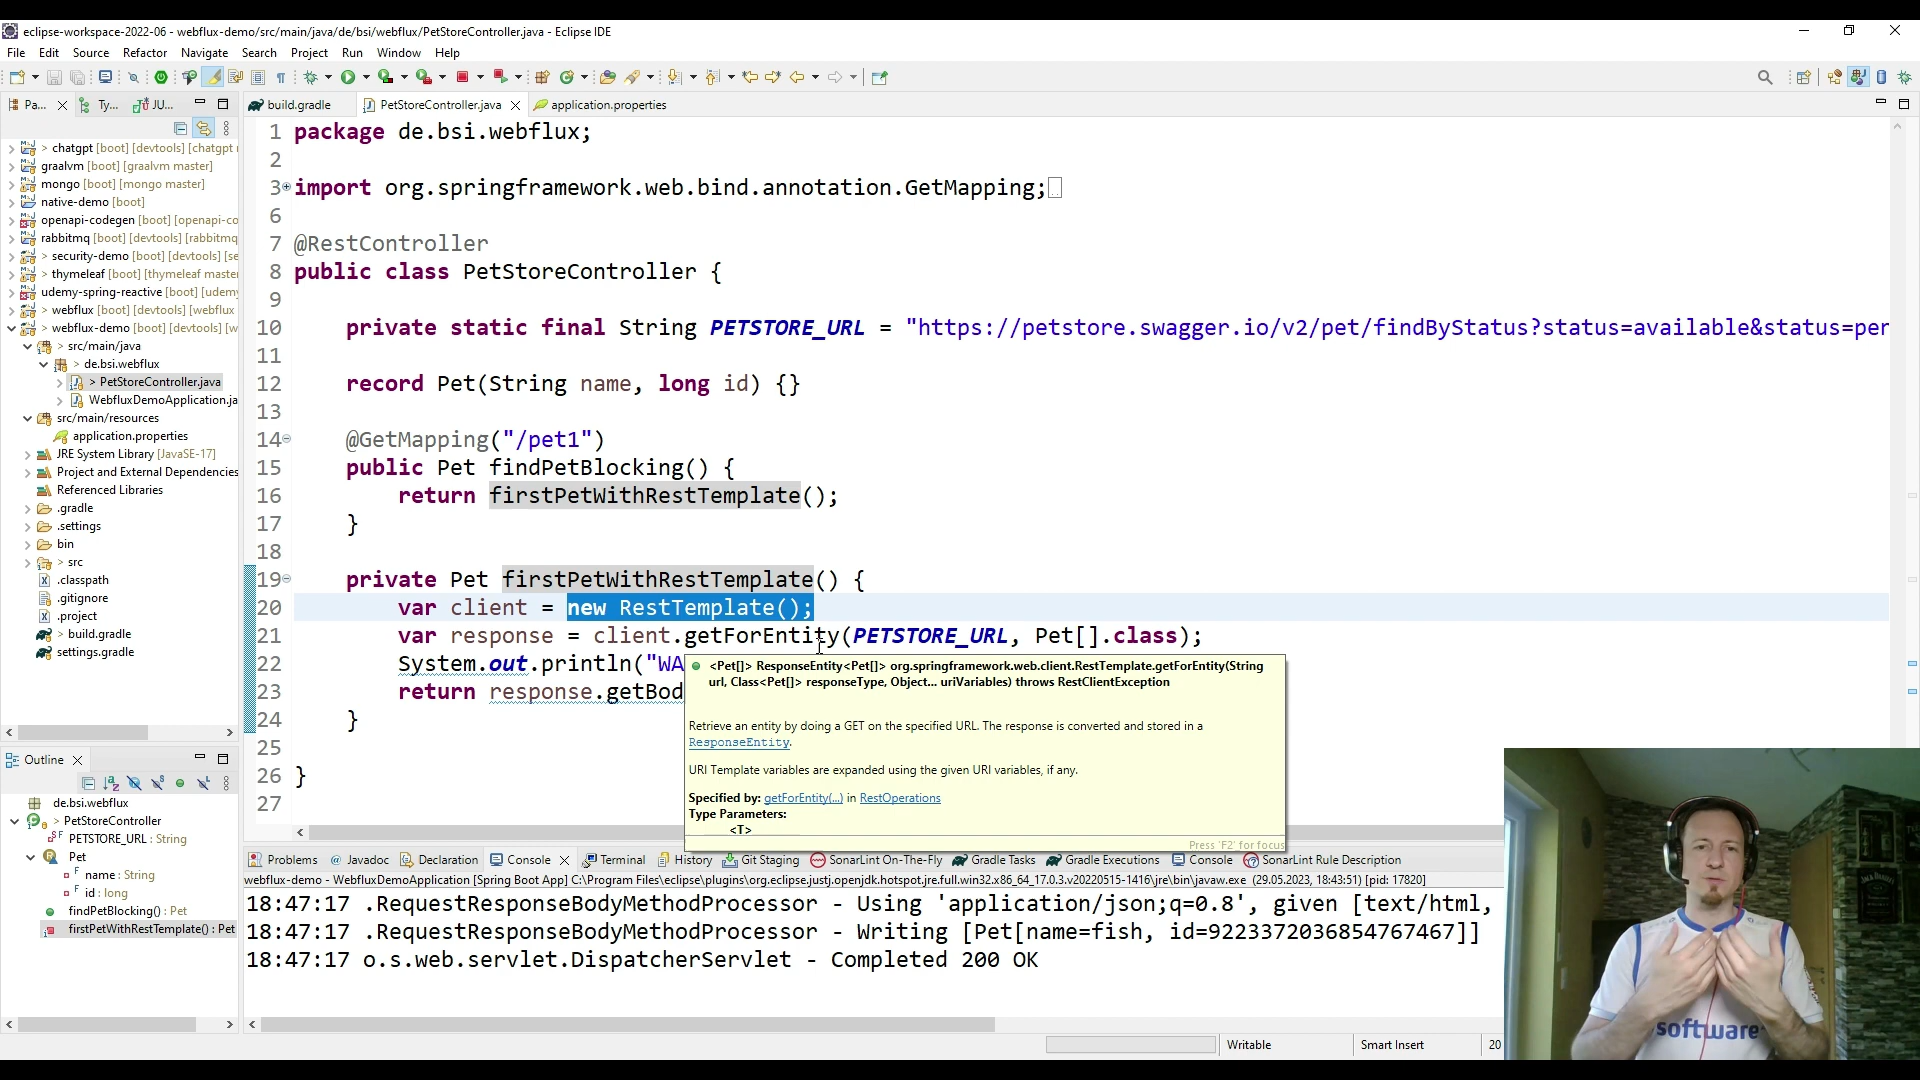 eclipse-workspace-2022-06 - webflux-demo/src/main/java/de/bsi/webflux/PetStoreController.java - Eclipse IDE
File Edit Source Refactor Navigate Search Project Run Window Help
Pa... Ty... JU...
build.gradle PetStoreController.java application.properties
> chatgpt [boot] [devtools] [chatgpt
graalvm [boot] [graalvm master]
mongo [boot] [mongo master]
native-demo [boot]
openapi-codegen [boot] [openapi-co
rabbitmq [boot] [devtools] [rabbitmq
> security-demo [boot] [devtools] [se
> thymeleaf [boot] [thymeleaf maste
udemy-spring-reactive [boot] [udemy
> webflux [boot] [devtools] [webflux
> webflux-demo [boot] [devtools] [w
> src/main/java
> de.bsi.webflux
> PetStoreController.java
WebfluxDemoApplication.ja
src/main/resources
application.properties
JRE System Library [JavaSE-17]
Project and External Dependencies
Referenced Libraries
.gradle
.settings
bin
> src
.classpath
.gitignore
.project
> build.gradle
settings.gradle
Outline
de.bsi.webflux
> PetStoreController
PETSTORE_URL : String
Pet
name : String
id : long
findPetBlocking() : Pet
firstPetWithRestTemplate() : Pet
1 package de.bsi.webflux;
2
3 import org.springframework.web.bind.annotation.GetMapping;
6
7 @RestController
8 public class PetStoreController {
9
10 private static final String PETSTORE_URL = "https://petstore.swagger.io/v2/pet/findByStatus?status=available&status=per
11
12 record Pet(String name, long id) {}
13
14 @GetMapping("/pet1")
15 public Pet findPetBlocking() {
16 return firstPetWithRestTemplate();
17 }
18
19 private Pet firstPetWithRestTemplate() {
20 var client = new RestTemplate();
21 var response = client.getForEntity(PETSTORE_URL, Pet[].class);
22 System.out.println("WA
23 return response.getBod
24 }
25
26 }
27
<Pet[]> ResponseEntity<Pet[]> org.springframework.web.client.RestTemplate.getForEntity(String
url, Class<Pet[]> responseType, Object... uriVariables) throws RestClientException
Retrieve an entity by doing a GET on the specified URL. The response is converted and stored in a
ResponseEntity.
URI Template variables are expanded using the given URI variables, if any.
Specified by: getForEntity(...) in RestOperations
Type Parameters:
<T>
Press 'F2' for focus
Problems @ Javadoc Declaration Console Terminal History Git Staging SonarLint On-The-Fly Gradle Tasks Gradle Executions Console SonarLint Rule Description
webflux-demo - WebfluxDemoApplication [Spring Boot App] C:\Program Files\eclipse\plugins\org.eclipse.justj.openjdk.hotspot.jre.full.win32.x86_64_17.0.3.v20220515-1416\jre\bin\javaw.exe (29.05.2023, 18:43:51) [pid: 17820]
18:47:17 .RequestResponseBodyMethodProcessor - Using 'application/json;q=0.8', given [text/html,
18:47:17 .RequestResponseBodyMethodProcessor - Writing [Pet[name=fish, id=9223372036854767467]]
18:47:17 o.s.web.servlet.DispatcherServlet - Completed 200 OK
Writable Smart Insert 20
software